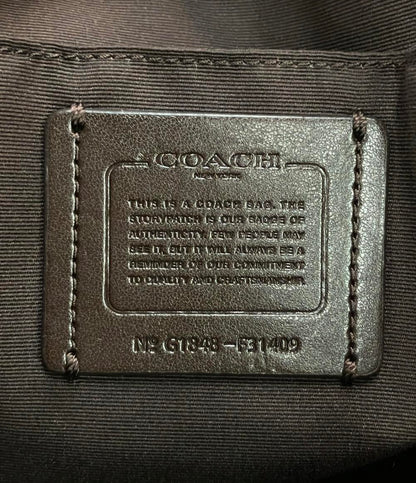 COACH
NEW YORK
THIS IS A COACH BAG. THE
STORYPATCH IS OUR BADGE OF
AUTHENTICITY. FEW PEOPLE MAY
SEE IT, BUT IT WILL ALWAYS BE A
REMINDER OF OUR COMMITMENT
TO QUALITY AND CRAFTSMANSHIP.
Nº G1848-F31409